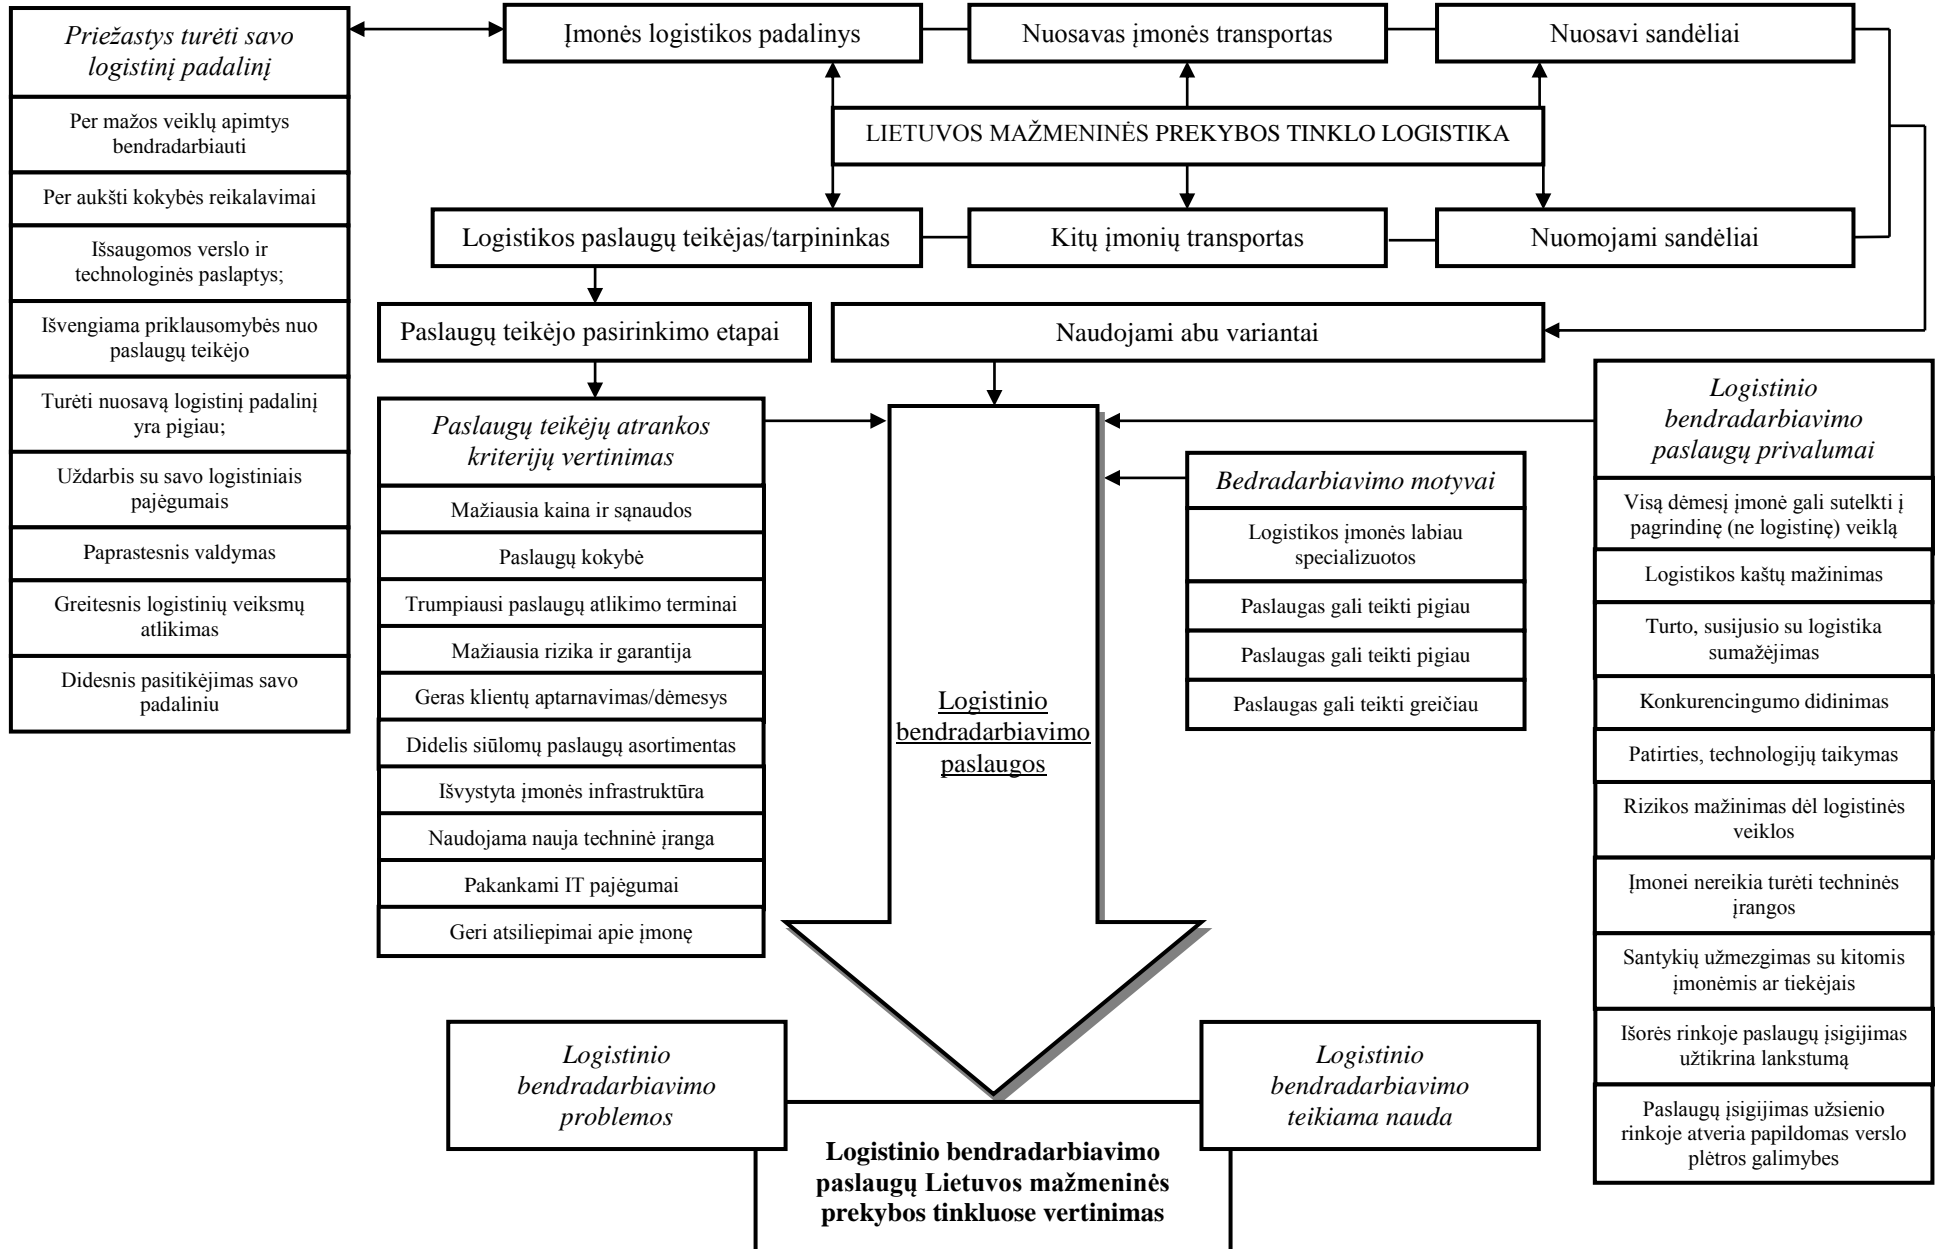 Priežastys turėti savo
logistinį padalinį
Per mažos veiklų apimtys
bendradarbiauti
Per aukšti kokybės reikalavimai
Išsaugomos verslo ir
technologinės paslaptys;
Išvengiama priklausomybės nuo
paslaugų teikėjo
Turėti nuosavą logistinį padalinį
yra pigiau;
Uždarbis su savo logistiniais
pajėgumais
Paprastesnis valdymas
Greitesnis logistinių veiksmų
atlikimas
Didesnis pasitikėjimas savo
padaliniu
Įmonės logistikos padalinys
Nuosavas įmonės transportas
Nuosavi sandėliai
LIETUVOS MAŽMENINĖS PREKYBOS TINKLO LOGISTIKA
Logistikos paslaugų teikėjas/tarpininkas
Kitų įmonių transportas
Nuomojami sandėliai
Paslaugų teikėjo pasirinkimo etapai
Naudojami abu variantai
Paslaugų teikėjų atrankos
kriterijų vertinimas
Mažiausia kaina ir sąnaudos
Paslaugų kokybė
Trumpiausi paslaugų atlikimo terminai
Mažiausia rizika ir garantija
Geras klientų aptarnavimas/dėmesys
Didelis siūlomų paslaugų asortimentas
Išvystyta įmonės infrastruktūra
Naudojama nauja techninė įranga
Pakankami IT pajėgumai
Geri atsiliepimai apie įmonę
Logistinio
bendradarbiavimo
paslaugos
Bedradarbiavimo motyvai
Logistikos įmonės labiau
specializuotos
Paslaugas gali teikti pigiau
Paslaugas gali teikti pigiau
Paslaugas gali teikti greičiau
Logistinio
bendradarbiavimo
paslaugų privalumai
Visą dėmesį įmonė gali sutelkti į
pagrindinę (ne logistinę) veiklą
Logistikos kaštų mažinimas
Turto, susijusio su logistika
sumažėjimas
Konkurencingumo didinimas
Patirties, technologijų taikymas
Rizikos mažinimas dėl logistinės
veiklos
Įmonei nereikia turėti techninės
įrangos
Santykių užmezgimas su kitomis
įmonėmis ar tiekėjais
Išorės rinkoje paslaugų įsigijimas
užtikrina lankstumą
Paslaugų įsigijimas užsienio
rinkoje atveria papildomas verslo
plėtros galimybes
Logistinio
bendradarbiavimo
problemos
Logistinio
bendradarbiavimo
teikiama nauda
Logistinio bendradarbiavimo
paslaugų Lietuvos mažmeninės
prekybos tinkluose vertinimas